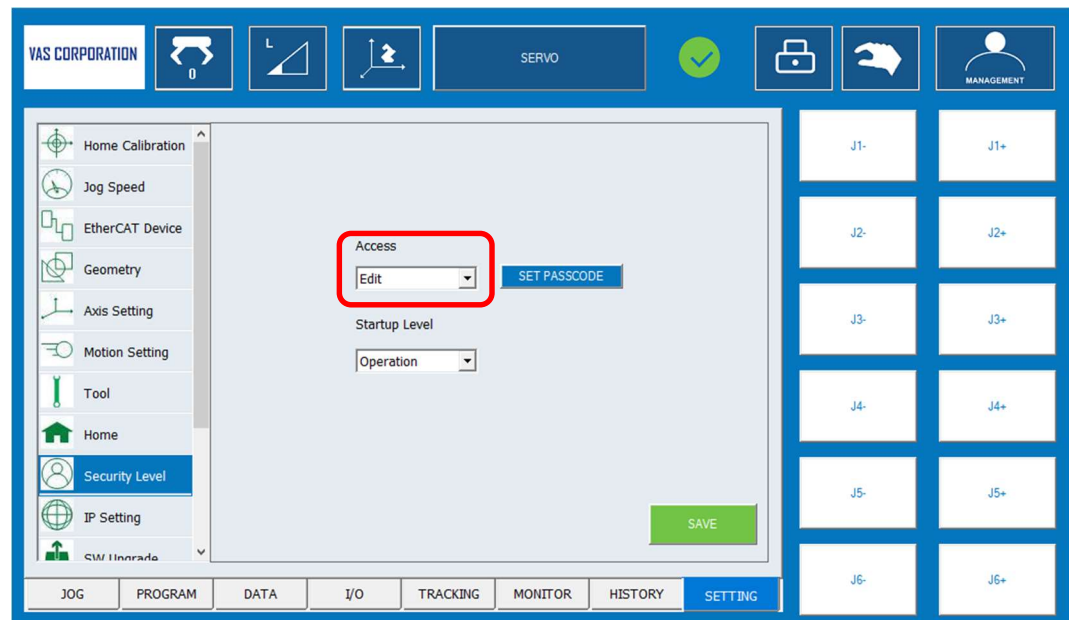 VAS CORPORATION
0
L
SERVO
MANAGEMENT
Home Calibration
Jog Speed
EtherCAT Device
Geometry
Axis Setting
Motion Setting
Tool
Home
Security Level
IP Setting
SW Upgrade
Access
Edit
SET PASSCODE
Startup Level
Operation
SAVE
JOG PROGRAM DATA I/O TRACKING MONITOR HISTORY SETTING
J1- J1+
J2- J2+
J3- J3+
J4- J4+
J5- J5+
J6- J6+